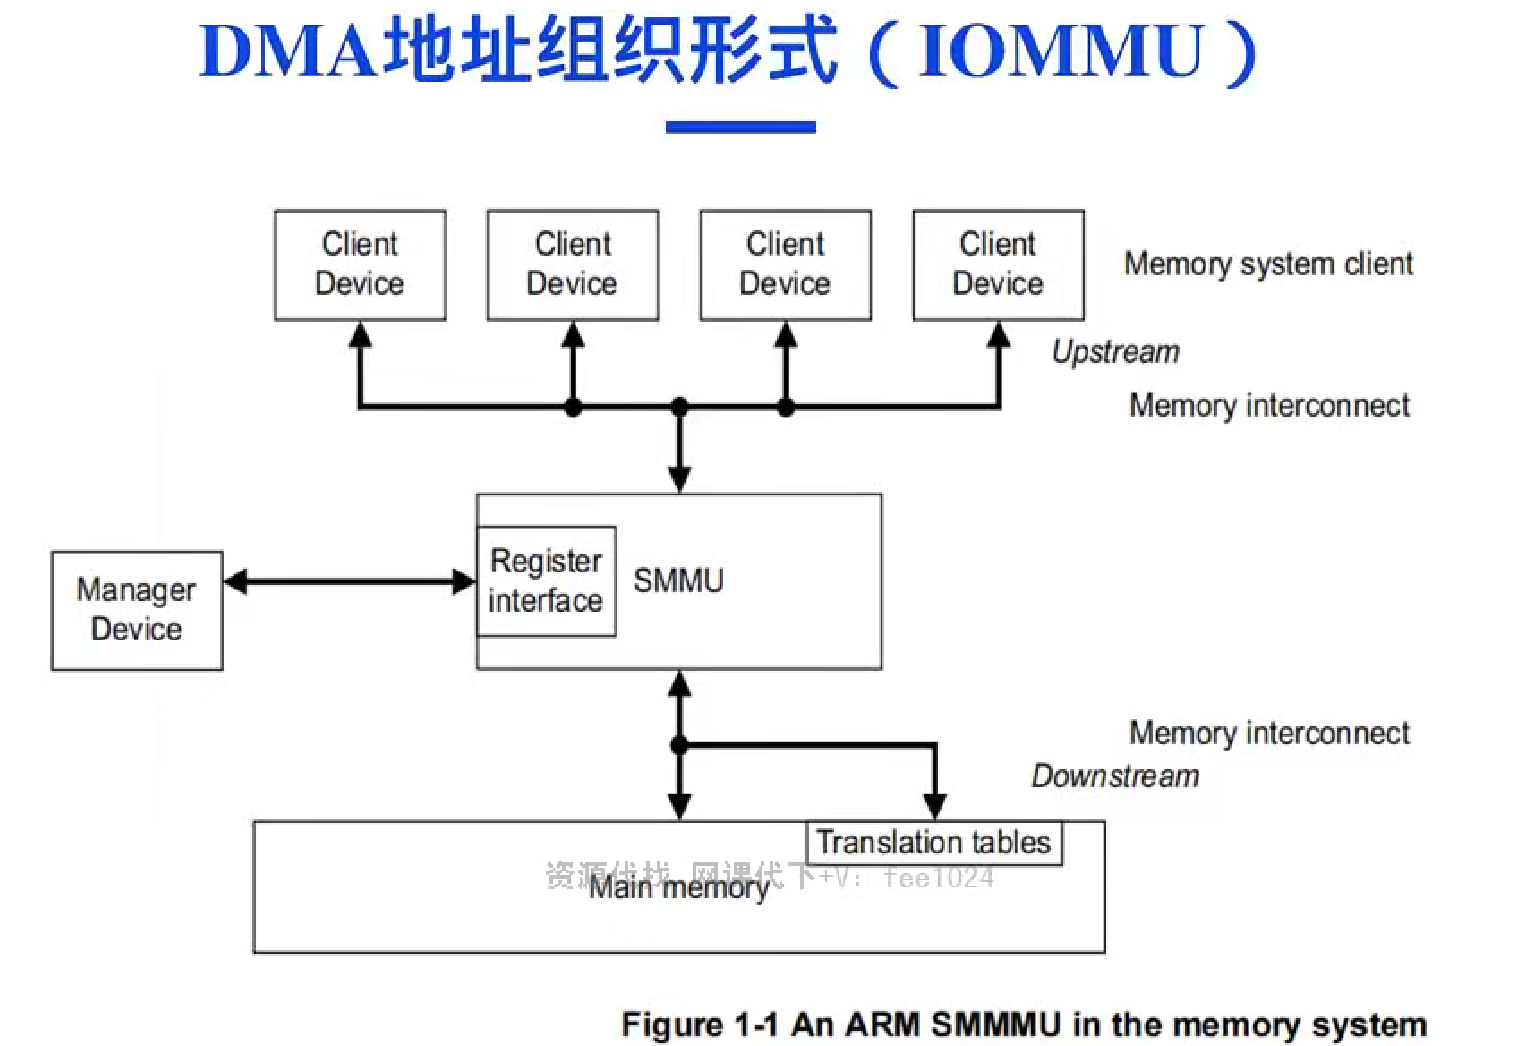 DMA地址组织形式（IOMMU）
Client
Device
Client
Device
Client
Device
Client
Device
Memory system client
Upstream
Memory interconnect
Register
interface
SMMU
Manager
Device
Memory interconnect
Downstream
Translation tables
资源代找 网课代下+V: fee1024
Main memory
Figure 1-1 An ARM SMMMU in the memory system